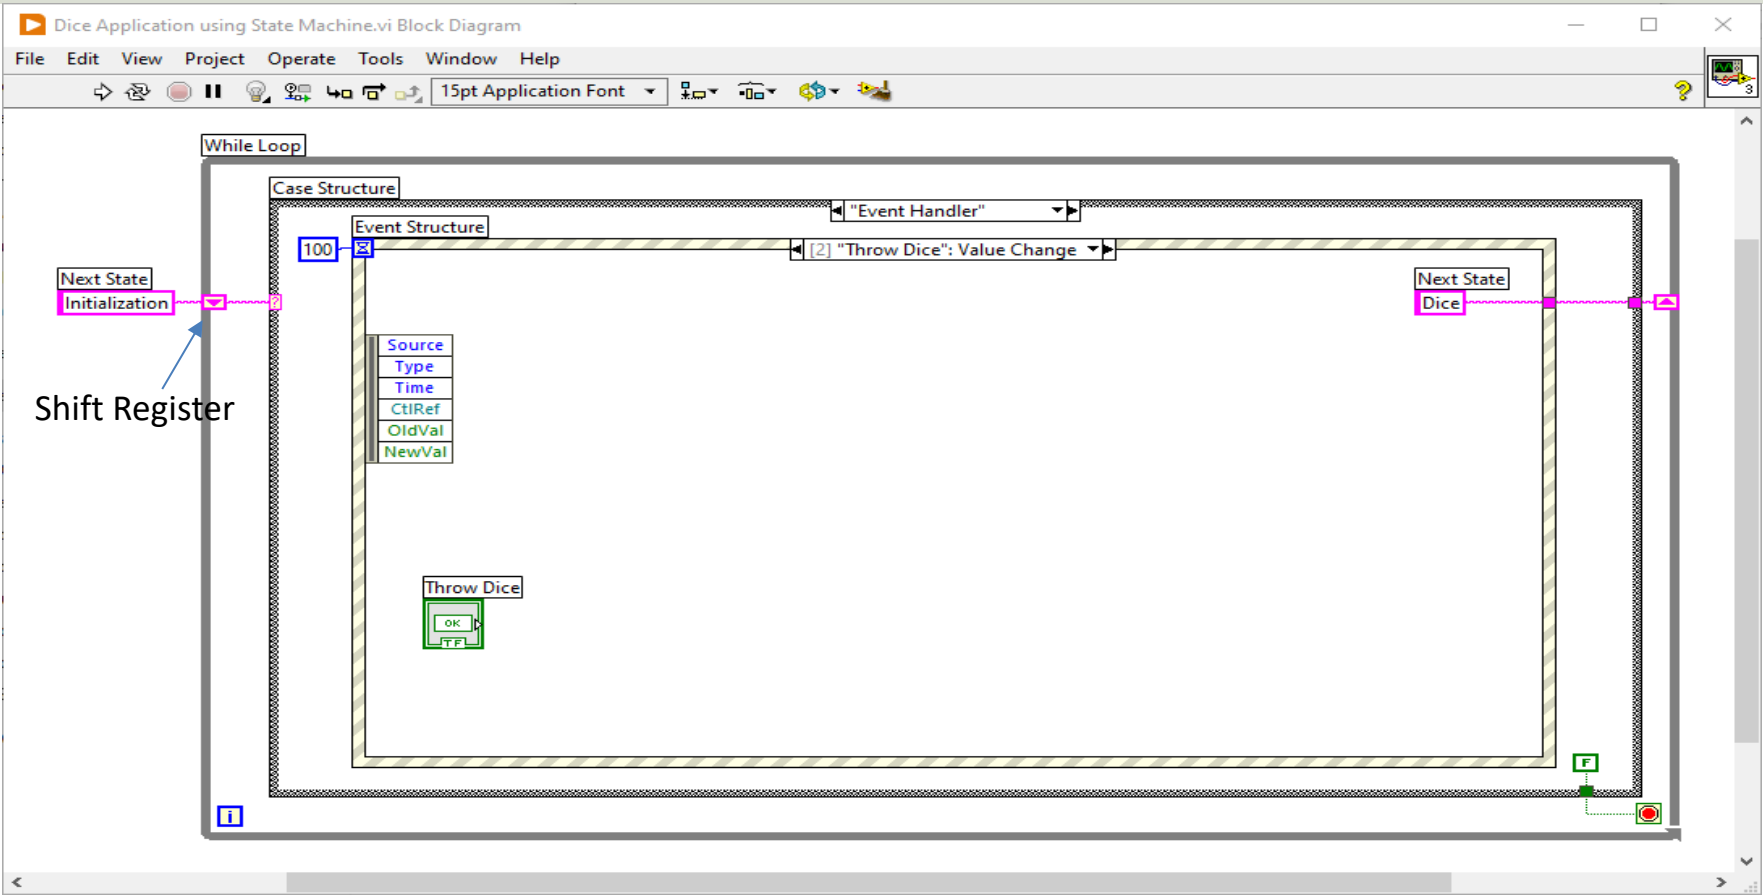 Dice Application using State Machine.vi Block Diagram
File Edit View Project Operate Tools Window Help
15pt Application Font
?
3
While Loop
Case Structure
"Event Handler"
Event Structure
100
[2] "Throw Dice": Value Change
Next State
Initialization
?
Next State
Dice
Source
Type
Time
CtlRef
OldVal
NewVal
Shift Register
Throw Dice
OK
TF
F
i